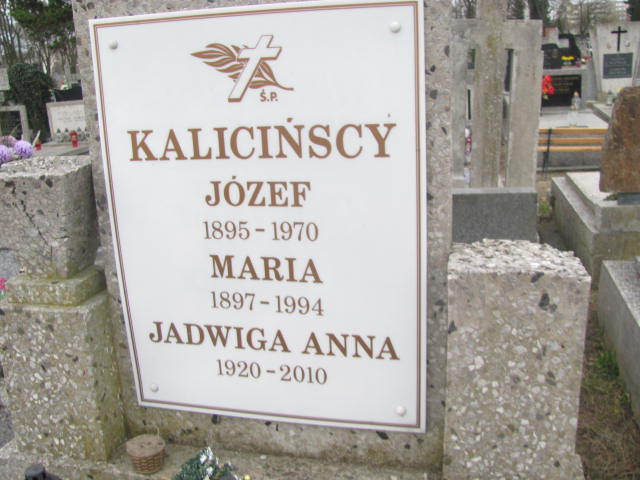 Ś.P.
KALICIŃSCY
JÓZEF
1895 - 1970
MARIA
1897 - 1994
JADWIGA ANNA
1920 - 2010